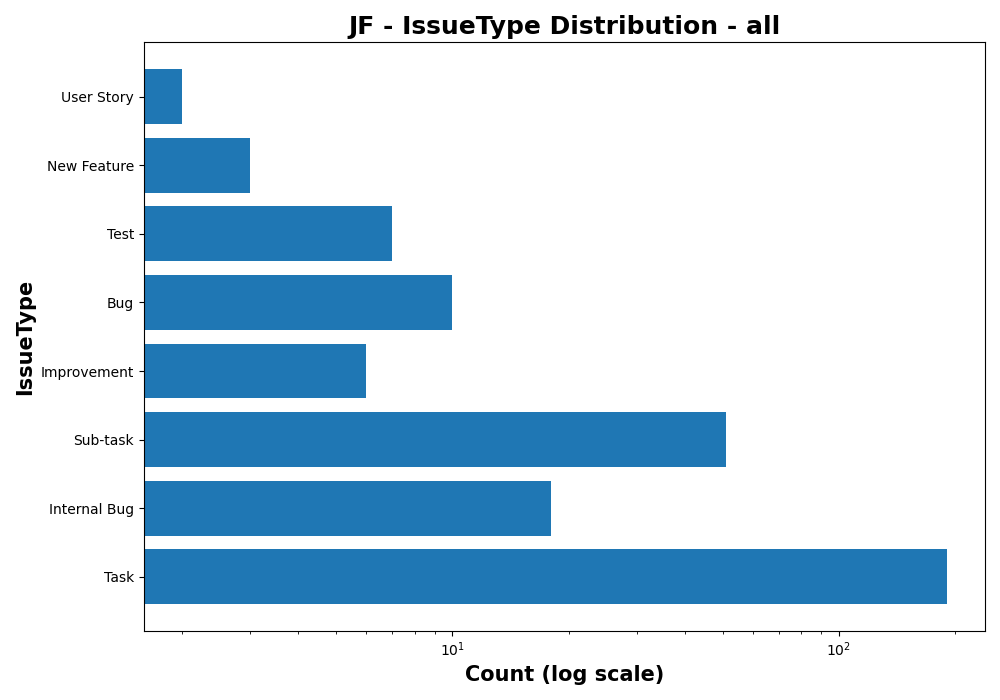 JF - IssueType Distribution - all
IssueType
User Story
New Feature
Test
Bug
Improvement
Sub-task
Internal Bug
Task
10¹
10²
Count (log scale)